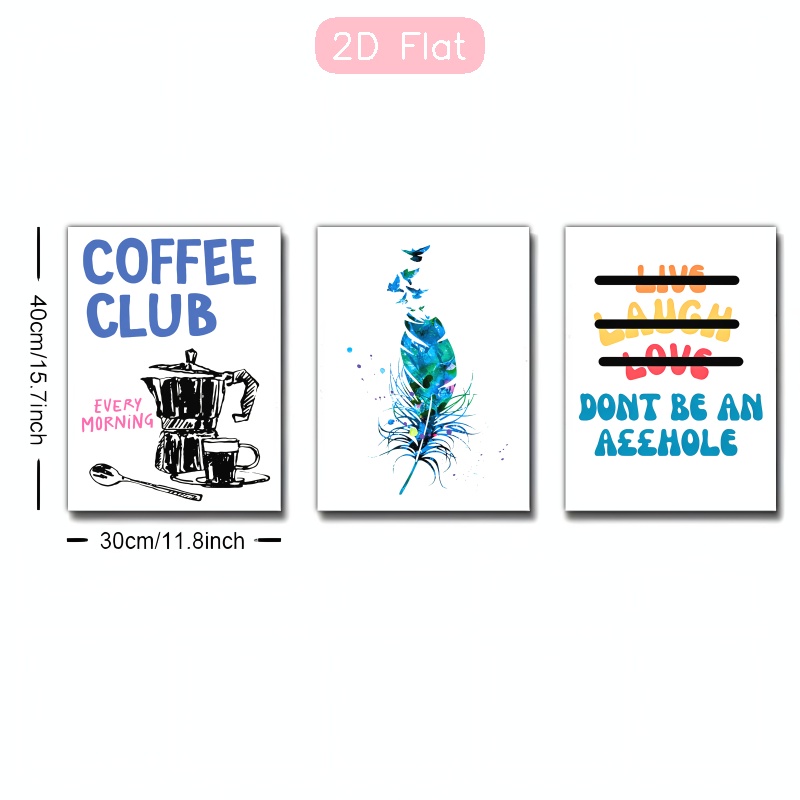 2D Flat
COFFEE
CLUB
EVERY
MORNiNG
40cm/15.7inch
30cm/11.8inch
LIVE
LAUGH
LOVE
DONT BE AN
A££HOLE